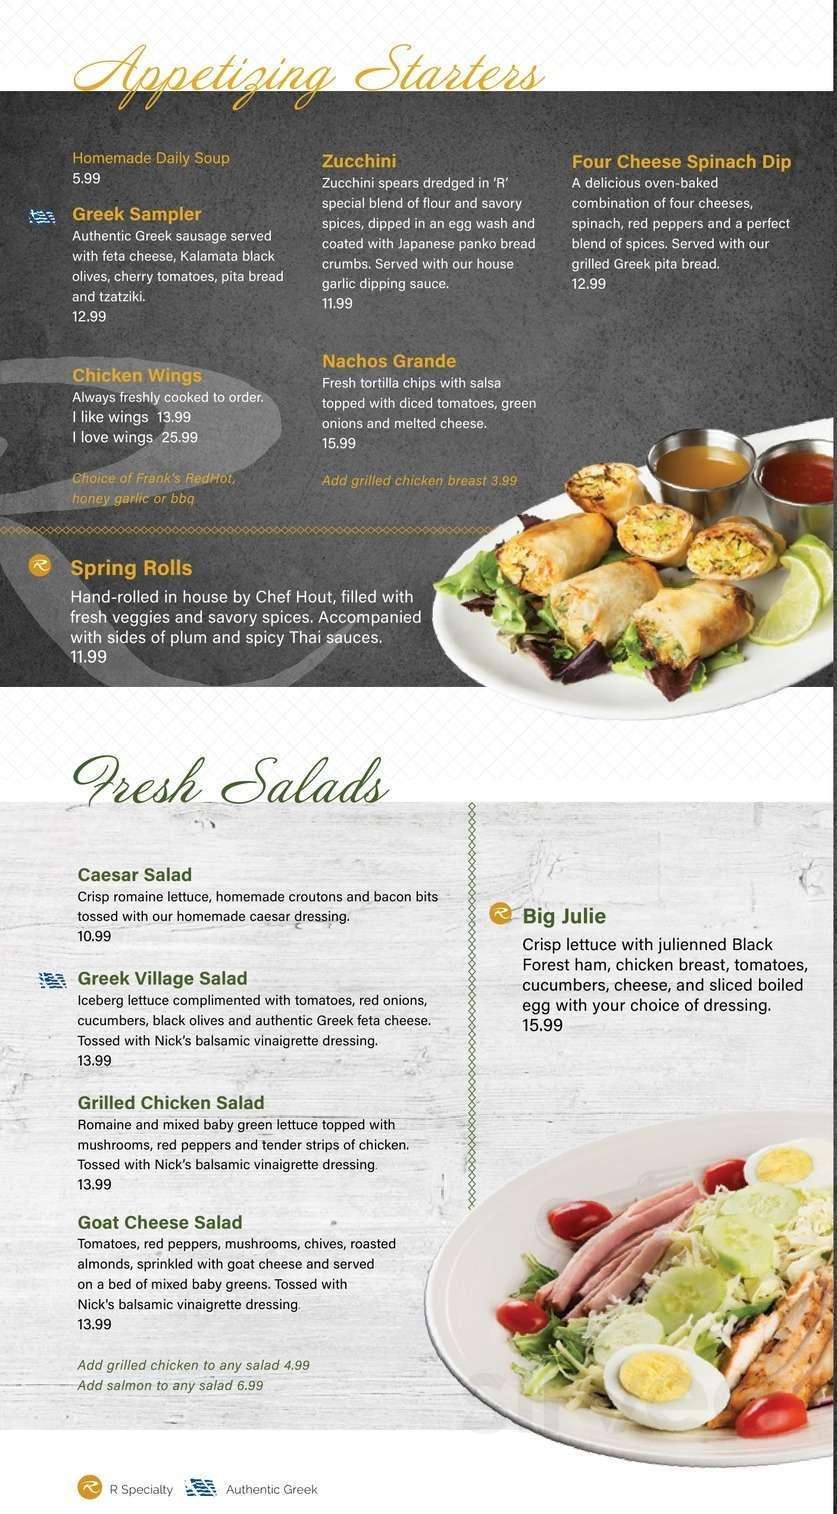 Appetizing Starters
Homemade Daily Soup
5.99
Greek Sampler
Authentic Greek sausage served
with feta cheese, Kalamata black
olives, cherry tomatoes, pita bread
and tzatziki.
12.99
Chicken Wings
Always freshly cooked to order.
I like wings 13.99
I love wings 25.99
Choice of Frank's RedHot,
honey garlic or bbq
Zucchini
Zucchini spears dredged in 'R'
special blend of flour and savory
spices, dipped in an egg wash and
coated with Japanese panko bread
crumbs. Served with our house
garlic dipping sauce.
11.99
Nachos Grande
Fresh tortilla chips with salsa
topped with diced tomatoes, green
onions and melted cheese.
15.99
Add grilled chicken breast 3.99
Four Cheese Spinach Dip
A delicious oven-baked
combination of four cheeses,
spinach, red peppers and a perfect
blend of spices. Served with our
grilled Greek pita bread.
12.99
R
Spring Rolls
Hand-rolled in house by Chef Hout, filled with
fresh veggies and savory spices. Accompanied
with sides of plum and spicy Thai sauces.
11.99
Fresh Salads
Caesar Salad
Crisp romaine lettuce, homemade croutons and bacon bits
tossed with our homemade caesar dressing.
10.99
Greek Village Salad
Iceberg lettuce complimented with tomatoes, red onions,
cucumbers, black olives and authentic Greek feta cheese.
Tossed with Nick's balsamic vinaigrette dressing.
13.99
Grilled Chicken Salad
Romaine and mixed baby green lettuce topped with
mushrooms, red peppers and tender strips of chicken.
Tossed with Nick's balsamic vinaigrette dressing.
13.99
Goat Cheese Salad
Tomatoes, red peppers, mushrooms, chives, roasted
almonds, sprinkled with goat cheese and served
on a bed of mixed baby greens. Tossed with
Nick's balsamic vinaigrette dressing.
13.99
Add grilled chicken to any salad 4.99
Add salmon to any salad 6.99
R
Big Julie
Crisp lettuce with julienned Black
Forest ham, chicken breast, tomatoes,
cucumbers, cheese, and sliced boiled
egg with your choice of dressing.
15.99
R
R Specialty
Authentic Greek